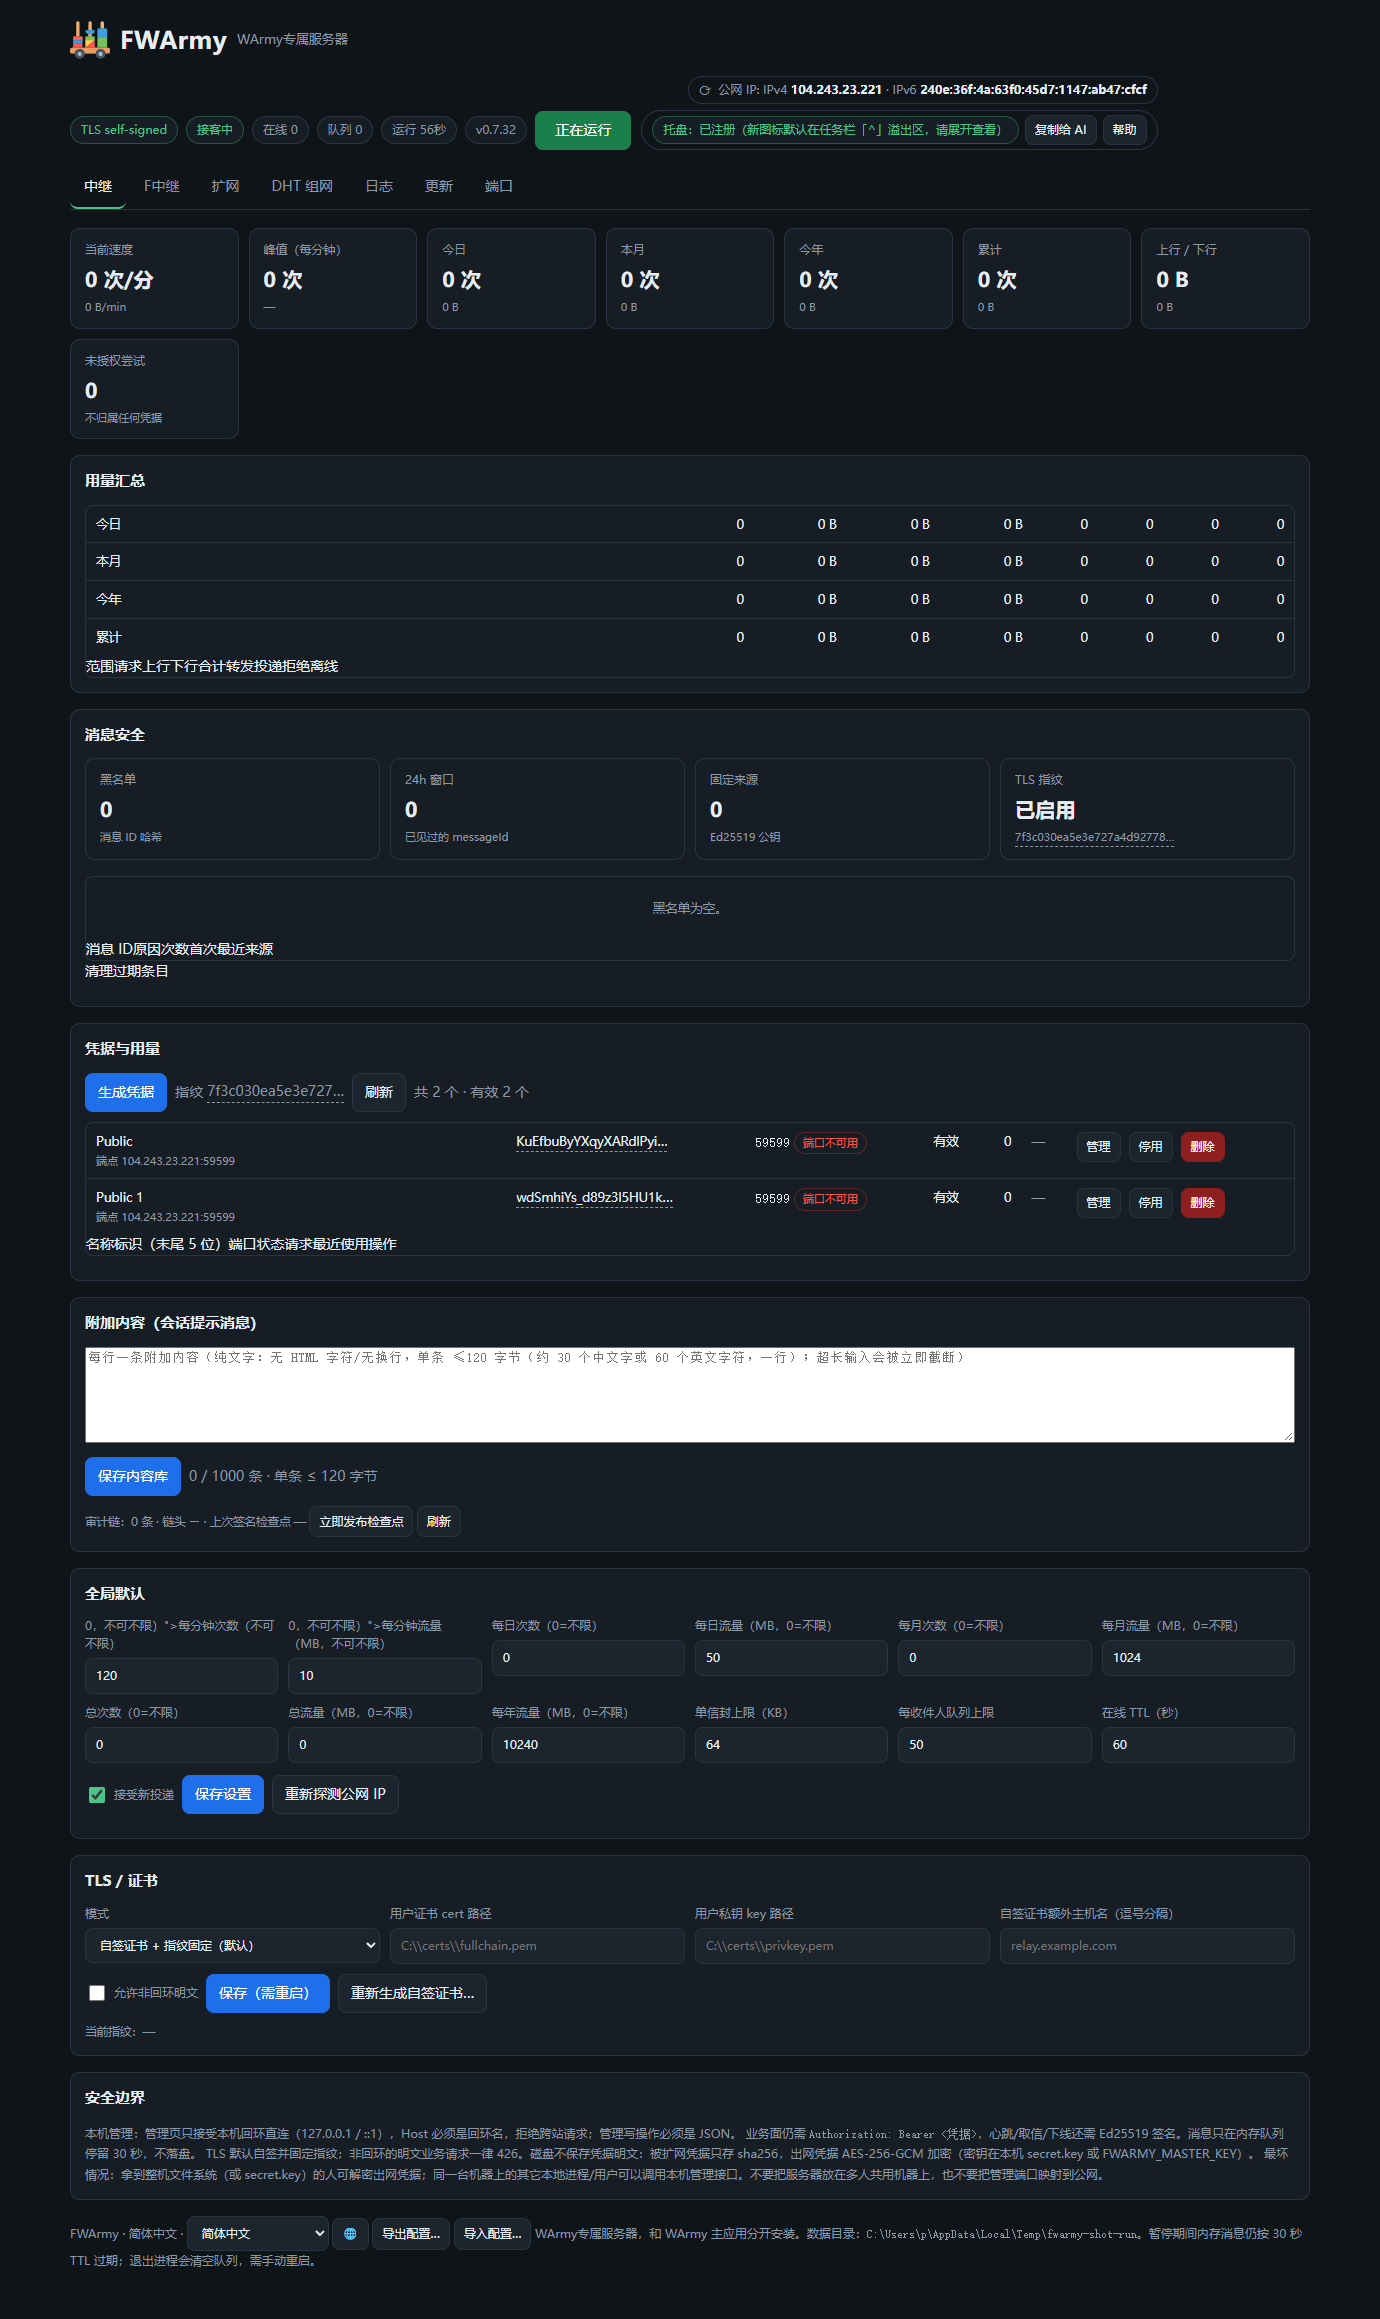 FWArmy WArmy专属服务器
公网 IP: IPv4 104.243.23.221 · IPv6 240e:36f:4a:63f0:45d7:1147:ab47:cfcf
TLS self-signed 接客中 在线 0 队列 0 运行 56秒 v0.7.32 正在运行 托盘：已注册（新图标默认在任务栏「^」溢出区，请展开查看） 复制给 AI 帮助
中继 F中继 扩网 DHT 组网 日志 更新 端口
当前速度 峰值（每分钟） 今日 本月 今年 累计 上行 / 下行
0 次/分 0 次 0 次 0 次 0 次 0 次 0 B
0 B/min — 0 B 0 B 0 B 0 B 0 B
未授权尝试
0
不归属任何凭据
用量汇总
今日 0 0 B 0 B 0 B 0 0 0 0
本月 0 0 B 0 B 0 B 0 0 0 0
今年 0 0 B 0 B 0 B 0 0 0 0
累计 0 0 B 0 B 0 B 0 0 0 0
范围请求上行下行合计转发投递拒绝离线
消息安全
黑名单 24h 窗口 固定来源 TLS 指纹
0 0 0 已启用
消息 ID 哈希 已见过的 messageId Ed25519 公钥 7f3c030ea5e3e727a4d92778...
黑名单为空。
消息 ID原因次数首次最近来源
清理过期条目
凭据与用量
生成凭据 指纹 7f3c030ea5e3e727... 刷新 共 2 个 · 有效 2 个
Public KuEfbuByYXqyXARdlPyi... 59599 端口不可用 有效 0 — 管理 停用 删除
端点 104.243.23.221:59599
Public 1 wdSmhiYs_d89z3I5HU1k... 59599 端口不可用 有效 0 — 管理 停用 删除
端点 104.243.23.221:59599
名称标识（末尾 5 位）端口状态请求最近使用操作
附加内容（会话提示消息）
每行一条附加内容（纯文字：无 HTML 字符/无换行，单条 ≤120 字节（约 30 个中文字或 60 个英文字符，一行）；超长输入会被立即截断）
保存内容库 0 / 1000 条 · 单条 ≤ 120 字节
审计链：0 条 · 链头 — · 上次签名检查点 — 立即发布检查点 刷新
全局默认
0，不可不限）">每分钟次数（不可不限） 0，不可不限）">每分钟流量（MB，不可不限） 每日次数（0=不限） 每日流量（MB，0=不限） 每月次数（0=不限） 每月流量（MB，0=不限）
120 10 0 50 0 1024
总次数（0=不限） 总流量（MB，0=不限） 每年流量（MB，0=不限） 单信封上限（KB） 每收件人队列上限 在线 TTL（秒）
0 0 10240 64 50 60
接受新投递 保存设置 重新探测公网 IP
TLS / 证书
模式 用户证书 cert 路径 用户私钥 key 路径 自签证书额外主机名（逗号分隔）
自签证书 + 指纹固定（默认） C:\\certs\\fullchain.pem C:\\certs\\privkey.pem relay.example.com
允许非回环明文 保存（需重启） 重新生成自签证书...
当前指纹：—
安全边界
本机管理：管理页只接受本机回环直连（127.0.0.1 / ::1），Host 必须是回环名，拒绝跨站请求；管理写操作必须是 JSON。 业务面仍需 Authorization: Bearer <凭据>，心跳/取信/下线还需 Ed25519 签名。消息只在内存队列
停留 30 秒，不落盘。 TLS 默认自签并固定指纹；非回环的明文业务请求一律 426。磁盘不保存凭据明文：被扩网凭据只存 sha256，出网凭据 AES-256-GCM 加密（密钥在本机 secret.key 或 FWARMY_MASTER_KEY）。 最坏
情况：拿到整机文件系统（或 secret.key）的人可解密出网凭据；同一台机器上的其它本地进程/用户可以调用本机管理接口。不要把服务器放在多人共用机器上，也不要把管理端口映射到公网。
FWArmy · 简体中文 · 简体中文 导出配置... 导入配置... WArmy专属服务器，和 WArmy 主应用分开安装。数据目录：C:\Users\p\AppData\Local\Temp\fwarmy-shot-run。暂停期间内存消息仍按 30 秒
TTL 过期；退出进程会清空队列，需手动重启。